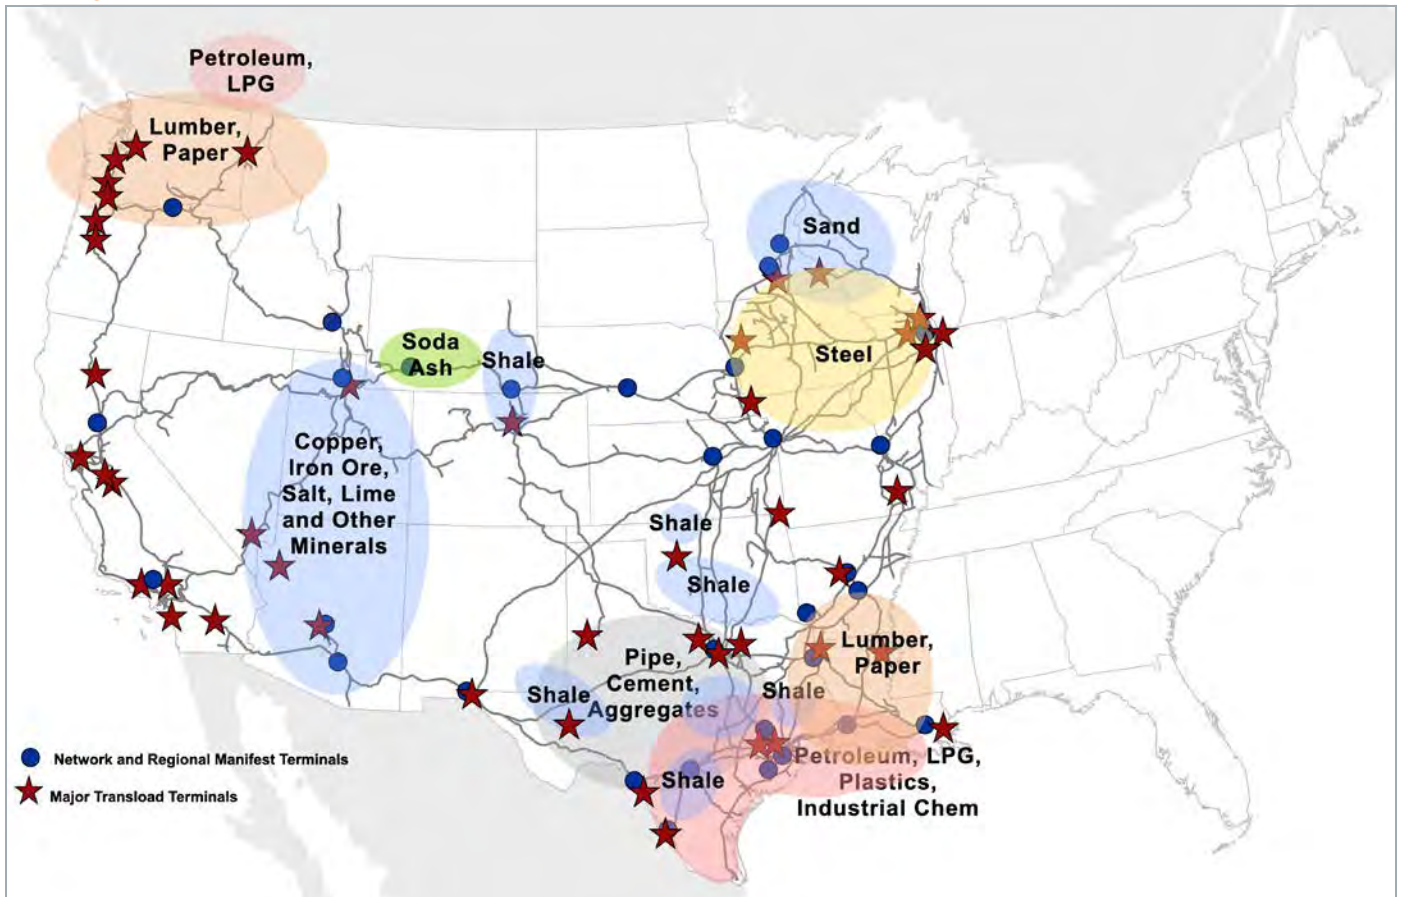 Petroleum,
LPG
Lumber,
Paper
Sand
Soda
Ash
Shale
Steel
Copper,
Iron Ore,
Salt, Lime
and Other
Minerals
Shale
Shale
Lumber,
Paper
Pipe,
Cement,
Aggregates
Shale
Shale
Shale
Petroleum, LPG,
Plastics,
Industrial Chem
Network and Regional Manifest Terminals
Major Transload Terminals